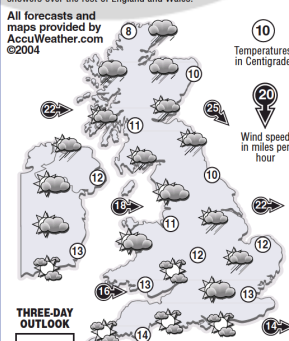 showers over the rest of England and Wales.
All forecasts and
maps provided by
AccuWeather.com
©2004
8
10
Temperatures
in Centigrade
10
20
22
25
11
Wind speed
in miles per
hour
12
10
18
22
11
13
12
12
16
13
13
THREE-DAY
OUTLOOK
14
14